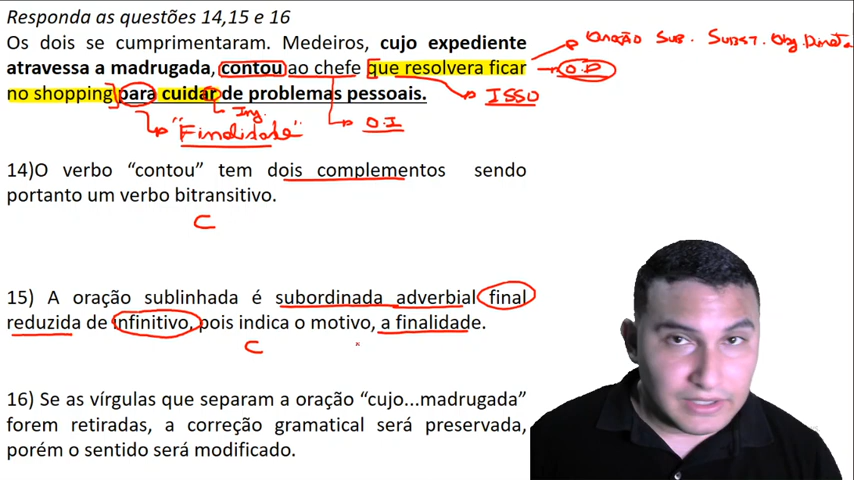 Responda as questões 14,15 e 16
Os dois se cumprimentaram. Medeiros, cujo expediente
atravessa a madrugada, contou ao chefe que resolvera ficar
no shopping para cuidar de problemas pessoais.
Oração Sub. Subst. Obj. Direta
O.D
ISSO
Inf.
"Finalidade"
O.I
14)O verbo “contou” tem dois complementos sendo
portanto um verbo bitransitivo.
C
15) A oração sublinhada é subordinada adverbial final
reduzida de infinitivo, pois indica o motivo, a finalidade.
C
16) Se as vírgulas que separam a oração “cujo...madrugada”
forem retiradas, a correção gramatical será preservada,
porém o sentido será modificado.